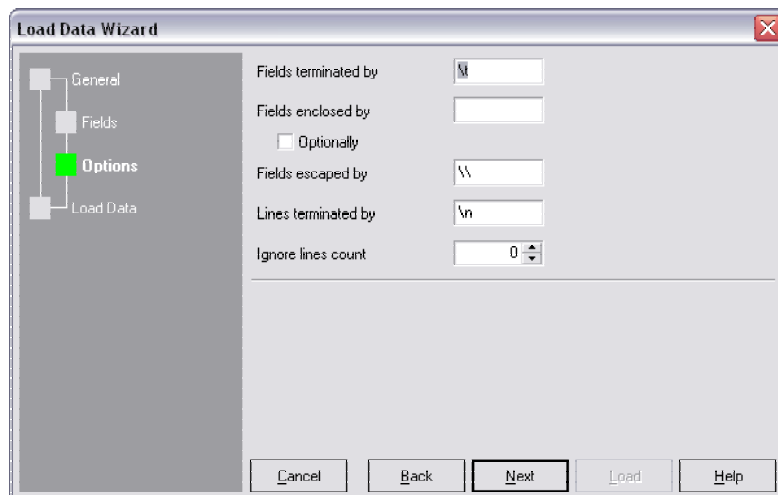 Load Data Wizard
General
Fields
Options
Load Data
Fields terminated by \t
Fields enclosed by
Optionally
Fields escaped by \\
Lines terminated by \n
Ignore lines count 0
Cancel Back Next Load Help